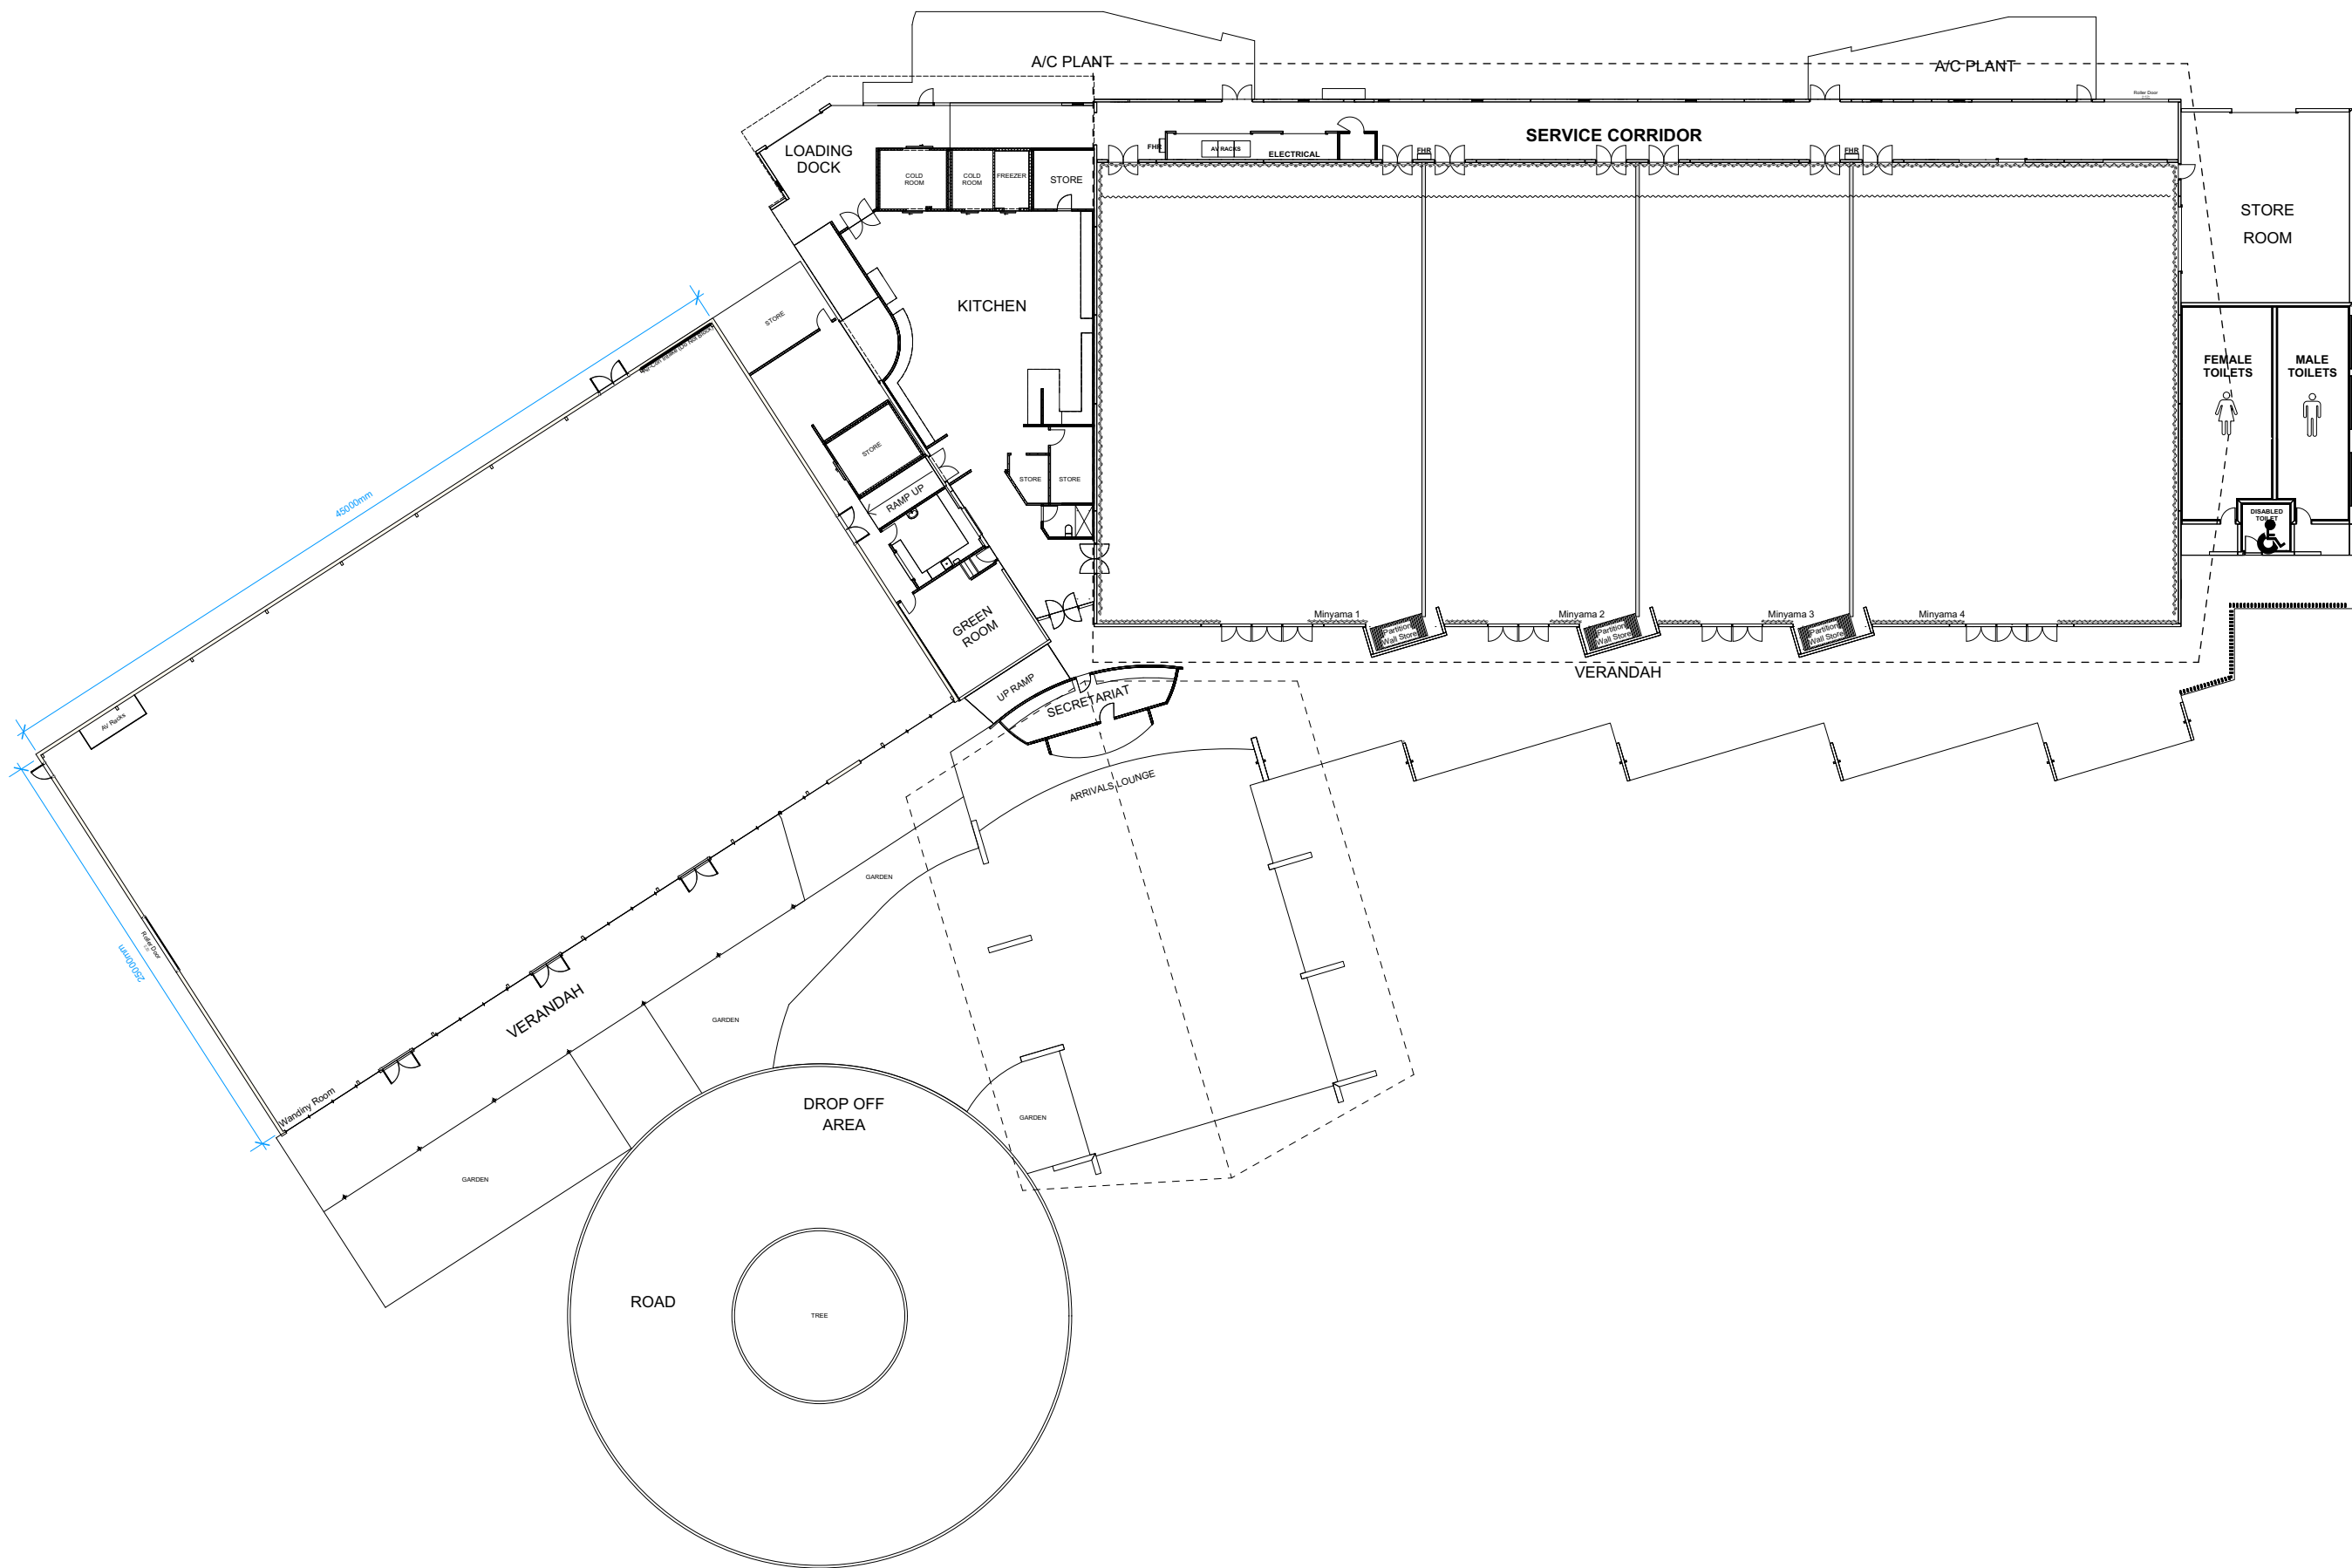 A/C PLANT
A/C PLANT
Roller Door
LOADING
DOCK
FHR
AV RACKS
ELECTRICAL
SERVICE CORRIDOR
FHR
FHR
COLD
ROOM
COLD
ROOM
FREEZER
STORE
STORE
ROOM
KITCHEN
STORE
FEMALE
TOILETS
MALE
TOILETS
STORE
STORE
STORE
RAMP UP
45000mm
DISABLED
TOILET
GREEN
ROOM
Minyama 1
Minyama 2
Minyama 3
Minyama 4
Partition
Wall Store
Partition
Wall Store
Partition
Wall Store
VERANDAH
UP RAMP
SECRETARIAT
AV Racks
ARRIVALS LOUNGE
GARDEN
Roller Door
25000mm
VERANDAH
GARDEN
Wandiny Room
DROP OFF
AREA
GARDEN
GARDEN
ROAD
TREE